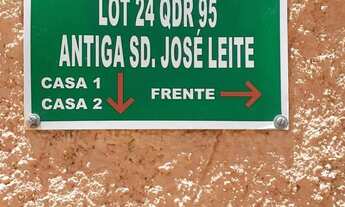 LOT 24 QDR 95
ANTIGA SD. JOSÉ LEITE
CASA 1
CASA 2
FRENTE